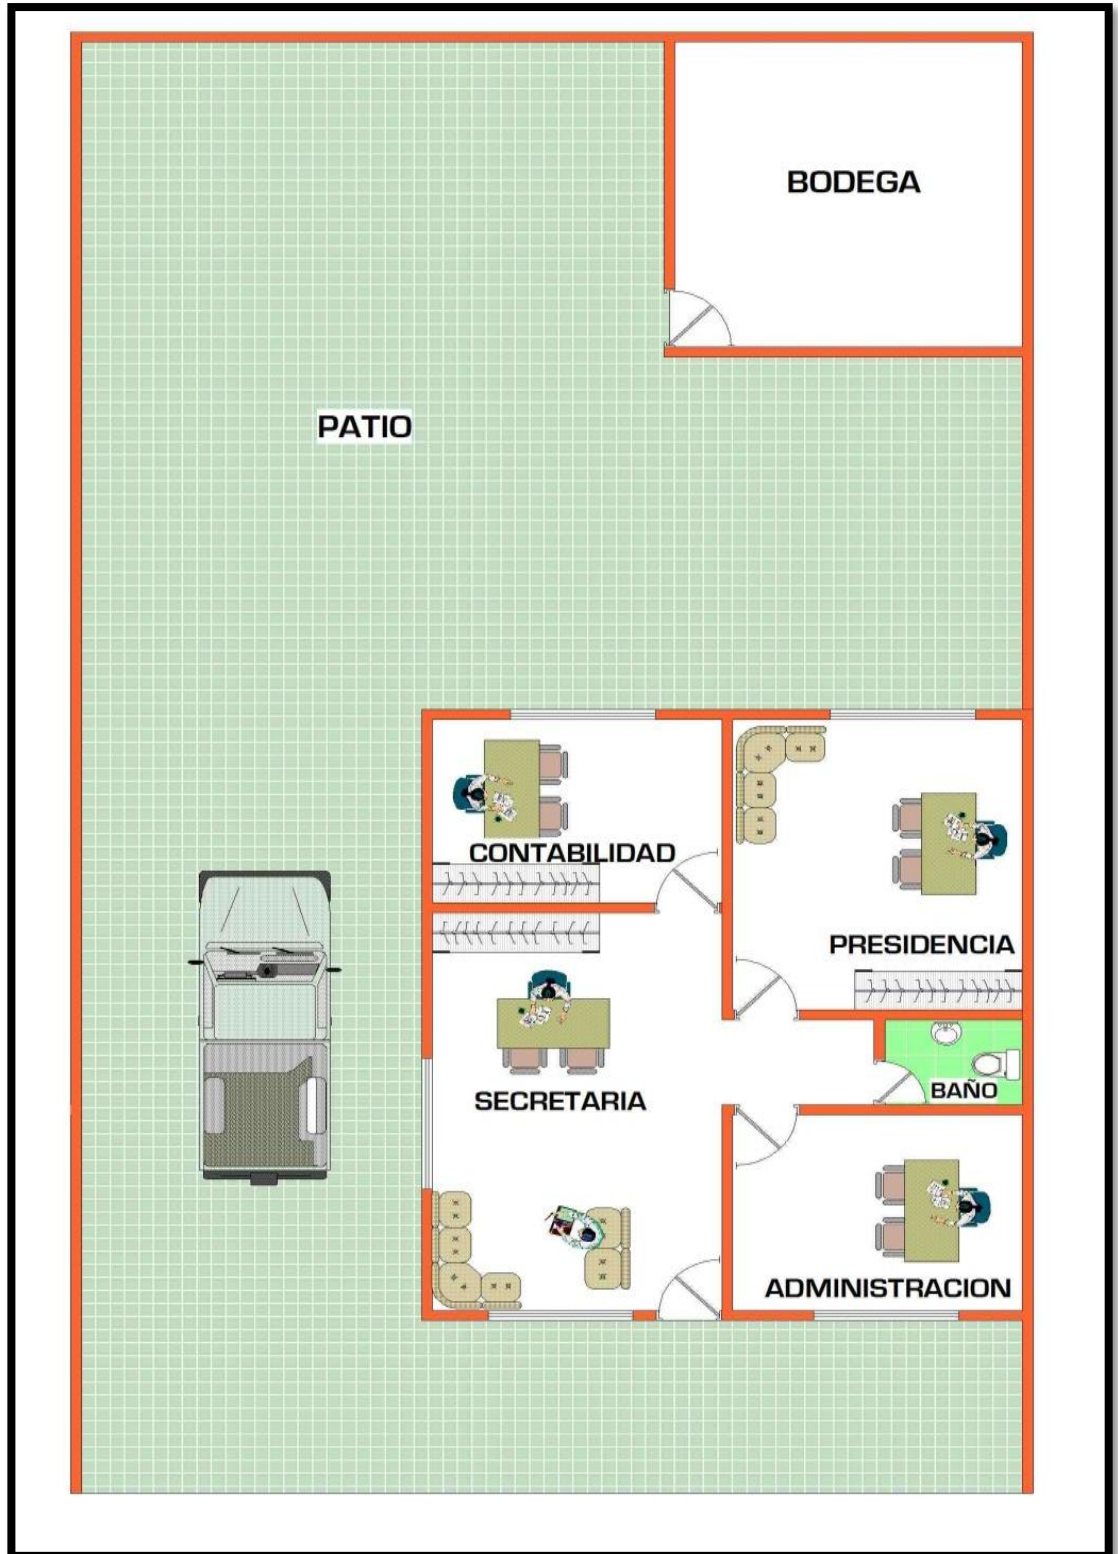 BODEGA
PATIO
CONTABILIDAD
PRESIDENCIA
BAÑO
SECRETARIA
ADMINISTRACION